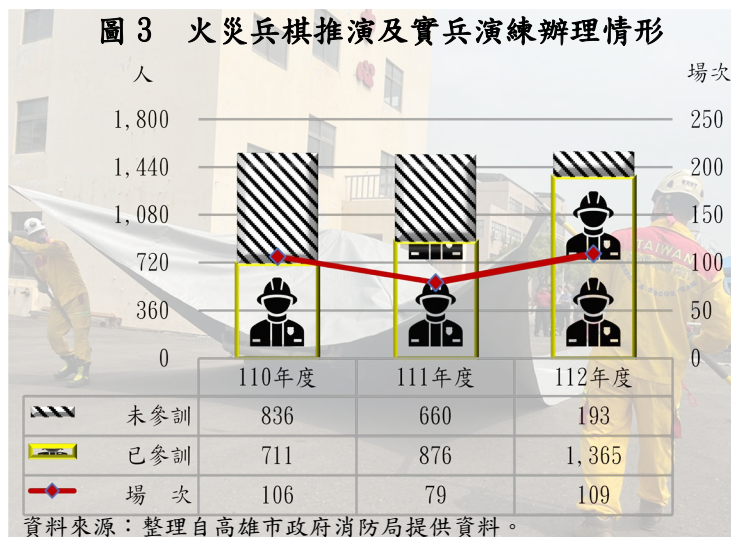 圖 3　火災兵棋推演及實兵演練辦理情形
人　場次
1,800　250
1,440　200
1,080　150
720　100
360　50
0　0
110年度　111年度　112年度
未參訓　836　660　193
已參訓　711　876　1,365
場　次　106　79　109
資料來源：整理自高雄市政府消防局提供資料。
TAIWAN